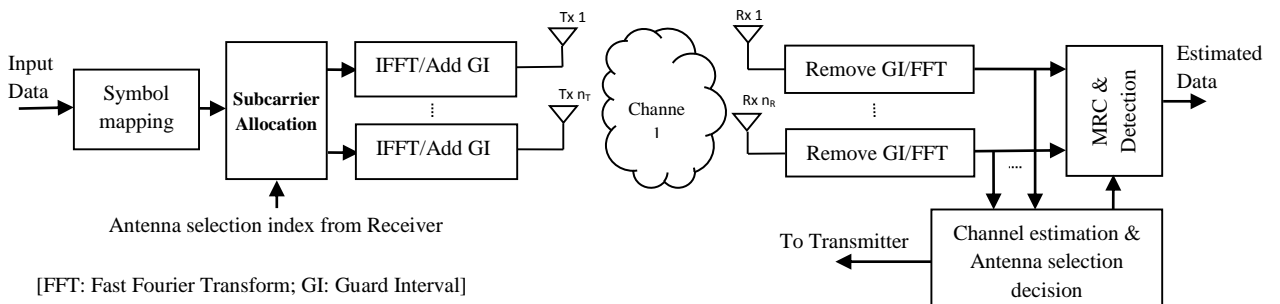 Input
Data
Symbol
mapping
Subcarrier
Allocation
IFFT/Add GI
IFFT/Add GI
Tx 1
Tx nT
Channe
l
Rx 1
Rx nR
Remove GI/FFT
Remove GI/FFT
MRC &
Detection
Estimated
Data
Antenna selection index from Receiver
To Transmitter
Channel estimation &
Antenna selection
decision
[FFT: Fast Fourier Transform; GI: Guard Interval]